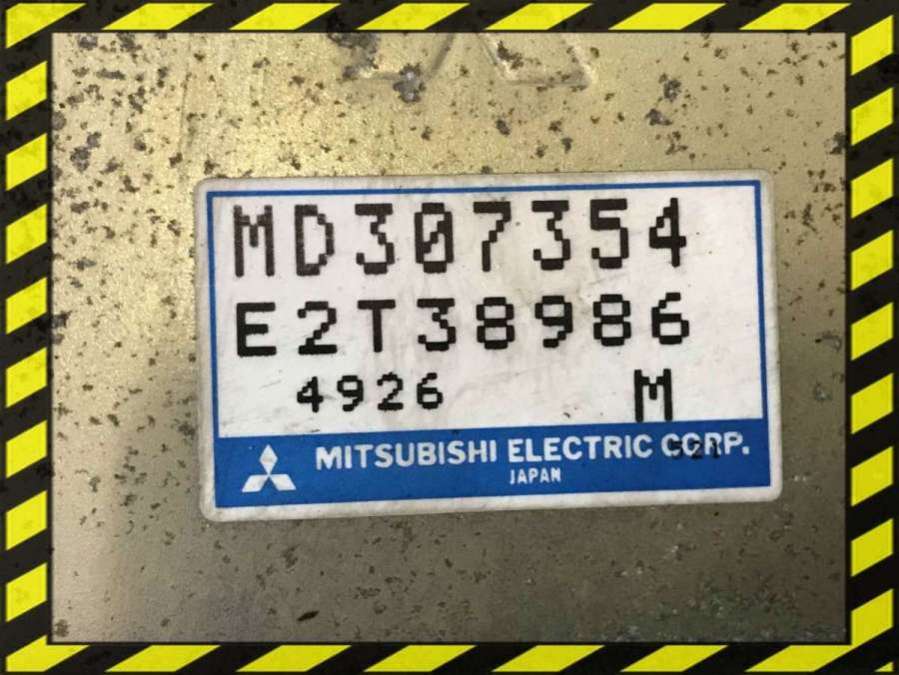 MD307354
E2T38986
4926 M
MITSUBISHI ELECTRIC CORP.
JAPAN